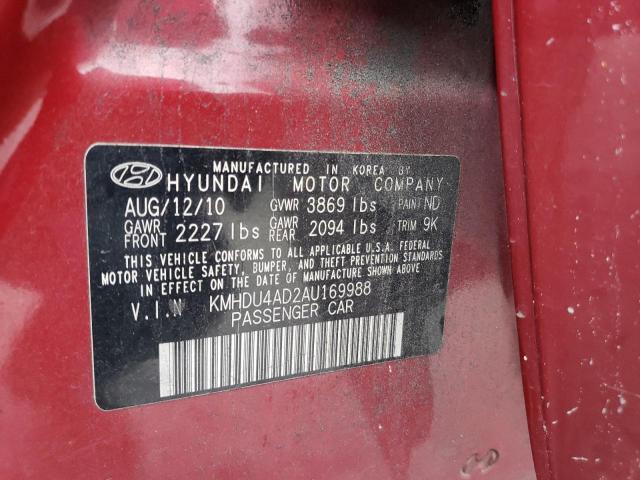 MANUFACTURED IN KOREA BY
HYUNDAI MOTOR COMPANY
AUG/12/10 GVWR 3869 lbs PAINT ND
GAWR FRONT 2227 lbs GAWR REAR 2094 lbs TRIM 9K
THIS VEHICLE CONFORMS TO ALL APPLICABLE U.S.A. FEDERAL
MOTOR VEHICLE SAFETY, BUMPER, AND THEFT PREVENTION STANDARDS
IN EFFECT ON THE DATE OF MANUFACTURE SHOWN ABOVE
V.I.N KMHDU4AD2AU169988
PASSENGER CAR